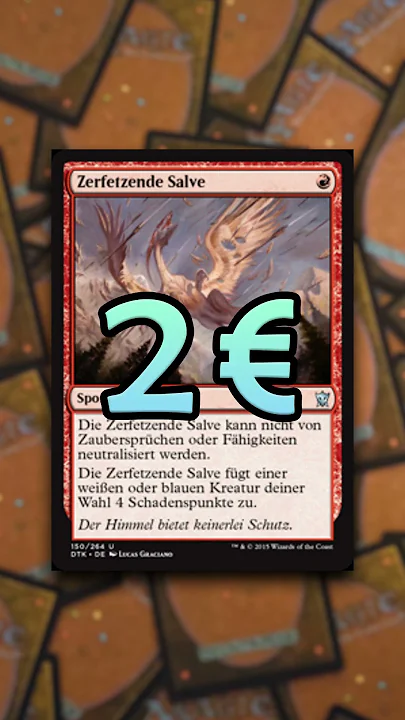 Zerfetzende Salve
2 €
Spo
Die Zerfetzende Salve kann nicht von
Zaubersprüchen oder Fähigkeiten
neutralisiert werden.
Die Zerfetzende Salve fügt einer
weißen oder blauen Kreatur deiner
Wahl 4 Schadenspunkte zu.
Der Himmel bietet keinerlei Schutz.
150/264 U
DTK • DE Lucas Graciano
™ & © 2015 Wizards of the Coast